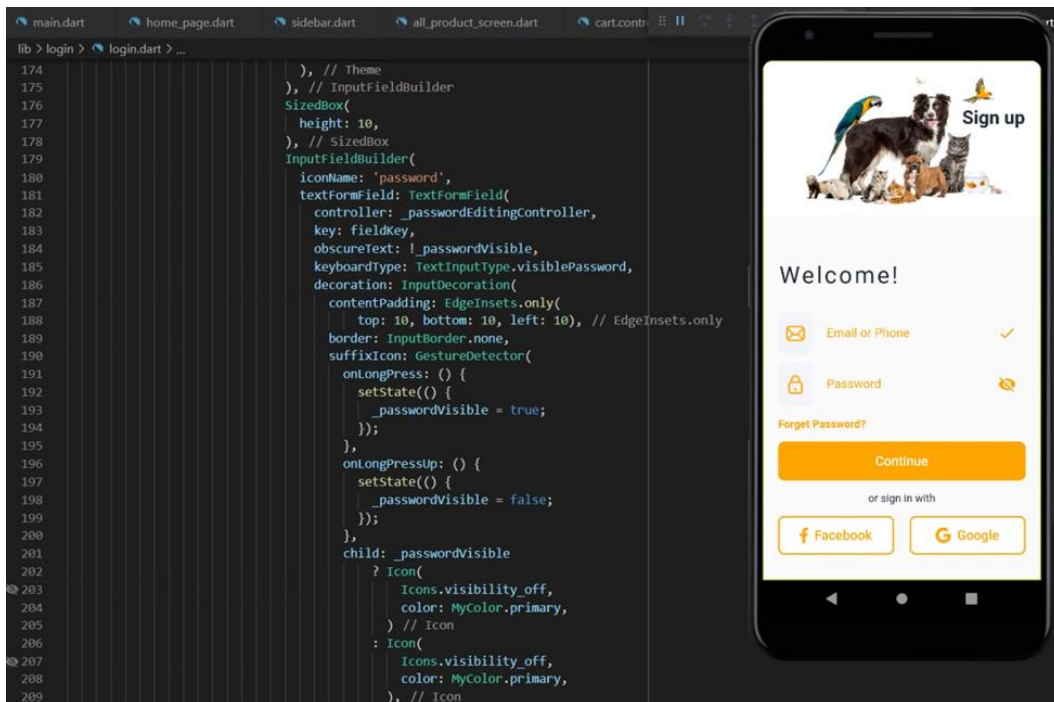 main.dart home_page.dart sidebar.dart all_product_screen.dart cart.contr
lib > login > login.dart > ...
174 ), // Theme
175 ), // InputFieldBuilder
176 SizedBox(
177 height: 10,
178 ), // SizedBox
179 InputFieldBuilder(
180 iconName: 'password',
181 textFormField: TextFormField(
182 controller: _passwordEditingController,
183 key: fieldKey,
184 obscureText: !_passwordVisible,
185 keyboardType: TextInputType.visiblePassword,
186 decoration: InputDecoration(
187 contentPadding: EdgeInsets.only(
188 top: 10, bottom: 10, left: 10), // EdgeInsets.only
189 border: InputBorder.none,
190 suffixIcon: GestureDetector(
191 onLongPress: () {
192 setState(() {
193 _passwordVisible = true;
194 });
195 },
196 onLongPressUp: () {
197 setState(() {
198 _passwordVisible = false;
199 });
200 },
201 child: _passwordVisible
202 ? Icon(
203 Icons.visibility_off,
204 color: MyColor.primary,
205 ) // Icon
206 : Icon(
207 Icons.visibility_off,
208 color: MyColor.primary,
209 ), // Icon
Sign up
Welcome!
Email or Phone
Password
Forget Password?
Continue
or sign in with
Facebook
Google